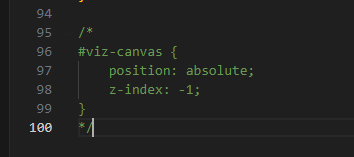 94
95 /*
96 #viz-canvas {
97     position: absolute;
98     z-index: -1;
99 }
100 */